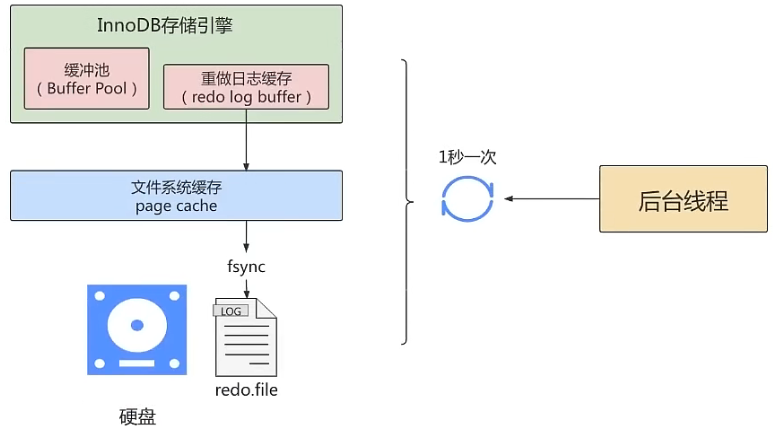 InnoDB存储引擎
缓冲池
（Buffer Pool）
重做日志缓存
（redo log buffer）
1秒一次
文件系统缓存
page cache
后台线程
fsync
LOG
redo.file
硬盘